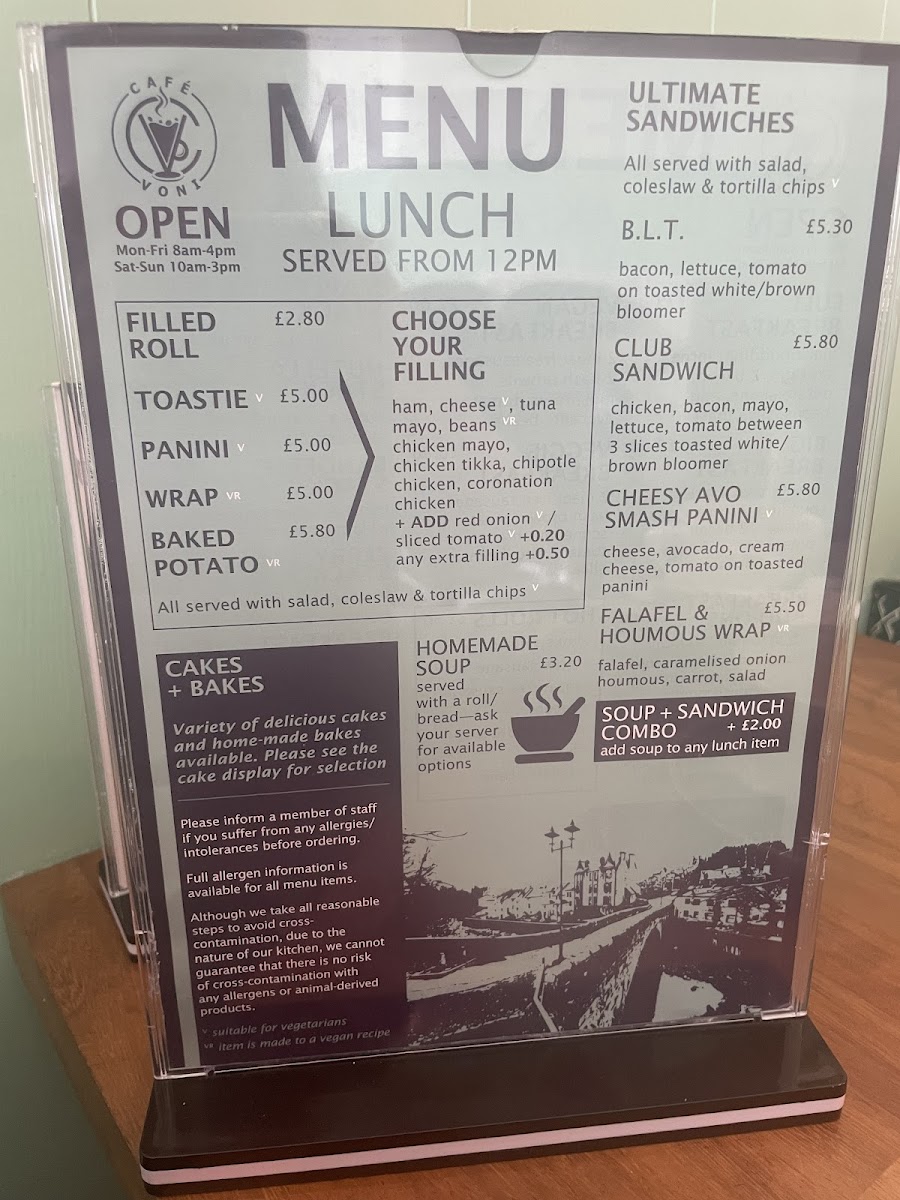 CAFÉ
VONI
OPEN
Mon-Fri 8am-4pm
Sat-Sun 10am-3pm
MENU
LUNCH
SERVED FROM 12PM
FILLED
ROLL
£2.80
TOASTIE V £5.00
PANINI V £5.00
WRAP VR £5.00
BAKED
POTATO VR
£5.80
CHOOSE
YOUR
FILLING
ham, cheese V, tuna
mayo, beans VR
chicken mayo,
chicken tikka, chipotle
chicken, coronation
chicken
+ ADD red onion V /
sliced tomato V +0.20
any extra filling +0.50
All served with salad, coleslaw & tortilla chips V
CAKES
+ BAKES
Variety of delicious cakes
and home-made bakes
available. Please see the
cake display for selection
Please inform a member of staff
if you suffer from any allergies/
intolerances before ordering.
Full allergen information is
available for all menu items.
Although we take all reasonable
steps to avoid cross-
contamination, due to the
nature of our kitchen, we cannot
guarantee that there is no risk
of cross-contamination with
any allergens or animal-derived
products.
V suitable for vegetarians
VR item is made to a vegan recipe
HOMEMADE
SOUP £3.20
served
with a roll/
bread—ask
your server
for available
options
ULTIMATE
SANDWICHES
All served with salad,
coleslaw & tortilla chips V
B.L.T. £5.30
bacon, lettuce, tomato
on toasted white/brown
bloomer
CLUB £5.80
SANDWICH
chicken, bacon, mayo,
lettuce, tomato between
3 slices toasted white/
brown bloomer
CHEESY AVO £5.80
SMASH PANINI V
cheese, avocado, cream
cheese, tomato on toasted
panini
FALAFEL & £5.50
HOUMOUS WRAP VR
falafel, caramelised onion
houmous, carrot, salad
SOUP + SANDWICH
COMBO + £2.00
add soup to any lunch item